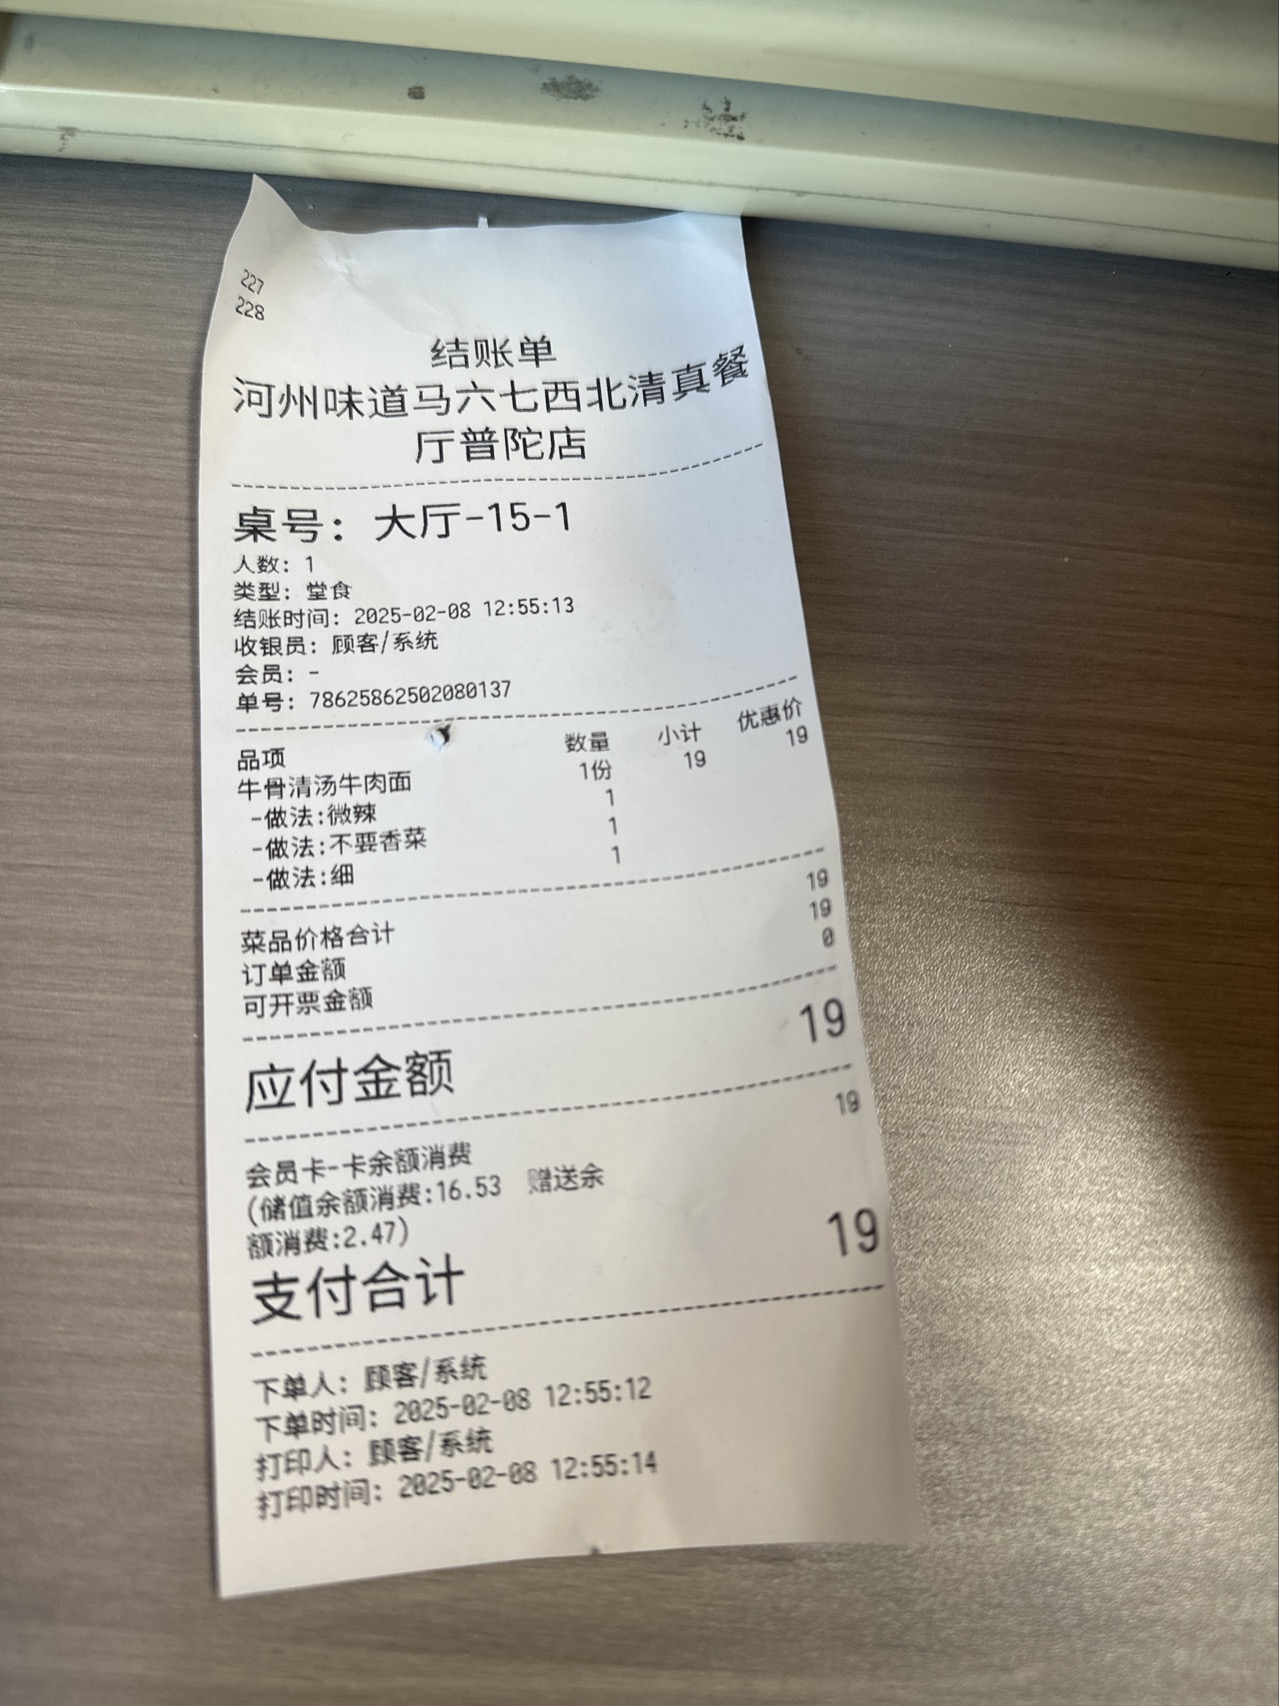 227
228
结账单
河州味道马六七西北清真餐
厅普陀店
桌号：大厅-15-1
人数：1
类型：堂食
结账时间：2025-02-08 12:55:13
收银员：顾客/系统
会员：-
单号：78625862502080137
品项 数量 小计 优惠价
牛骨清汤牛肉面 1份 19 19
-做法:微辣 1
-做法:不要香菜 1
-做法:细 1
菜品价格合计 19
订单金额 19
可开票金额 0
应付金额 19
会员卡-卡余额消费 19
(储值余额消费:16.53 赠送余
额消费:2.47)
支付合计 19
下单人：顾客/系统
下单时间：2025-02-08 12:55:12
打印人：顾客/系统
打印时间：2025-02-08 12:55:14